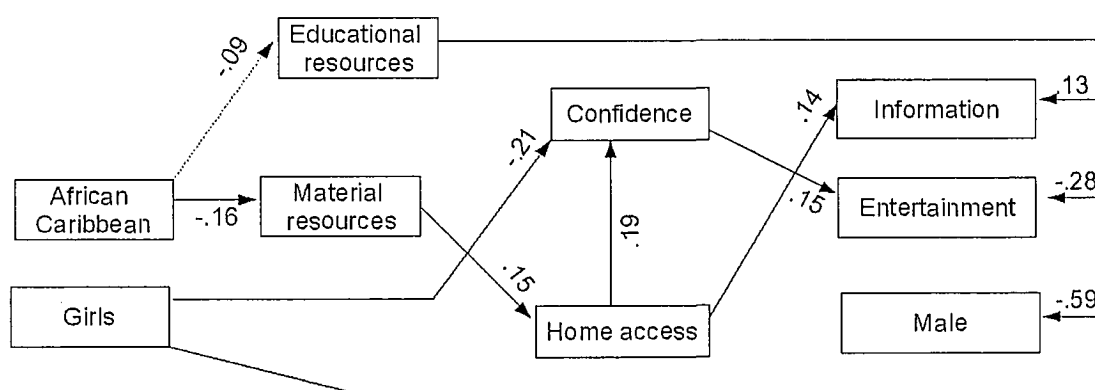 Educational
resources
-.09
Confidence
.14
Information
.13
-.21
African
Caribbean
-.16
Material
resources
.15
Entertainment
-.28
.19
.15
Girls
Home access
Male
-.59